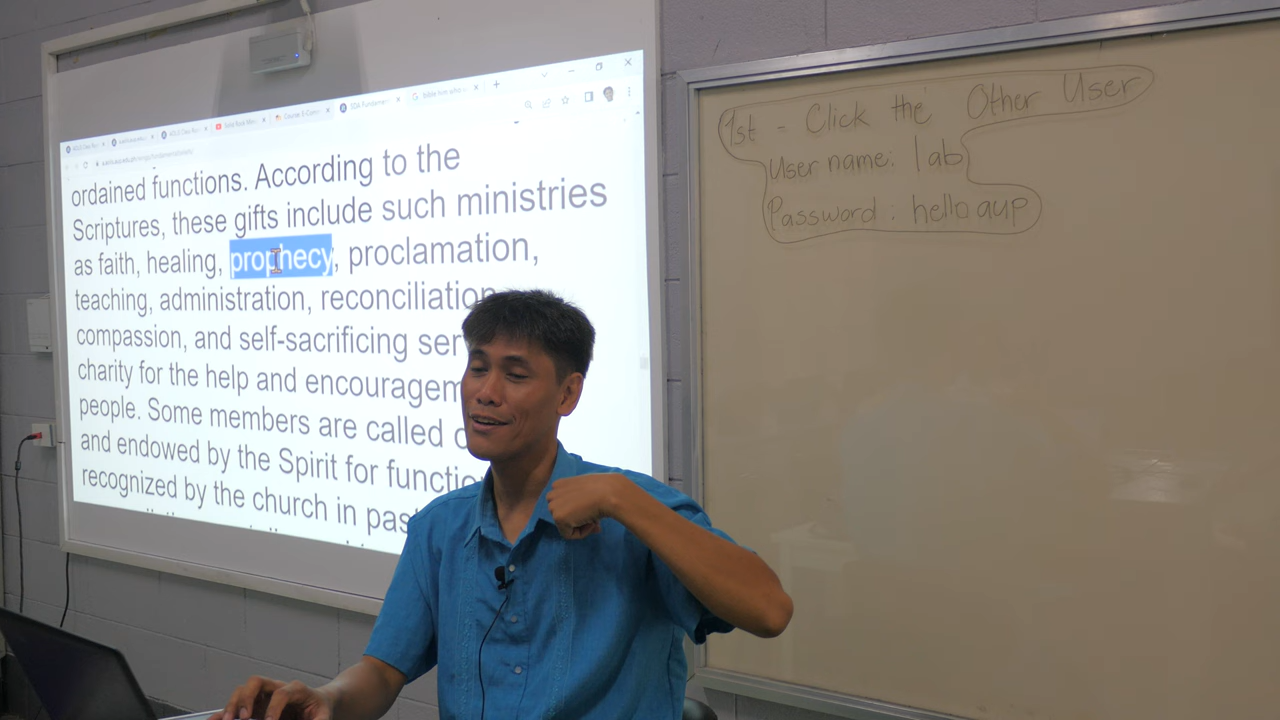 SDA Fundame
ordained functions. According to the
Scriptures, these gifts include such ministries
as faith, healing, prophecy, proclamation,
teaching, administration, reconciliation
compassion, and self-sacrificing ser
charity for the help and encouragem
people. Some members are called o
and endowed by the Spirit for functio
recognized by the church in past
1st - Click the Other User
User name: lab
Password: hello aup